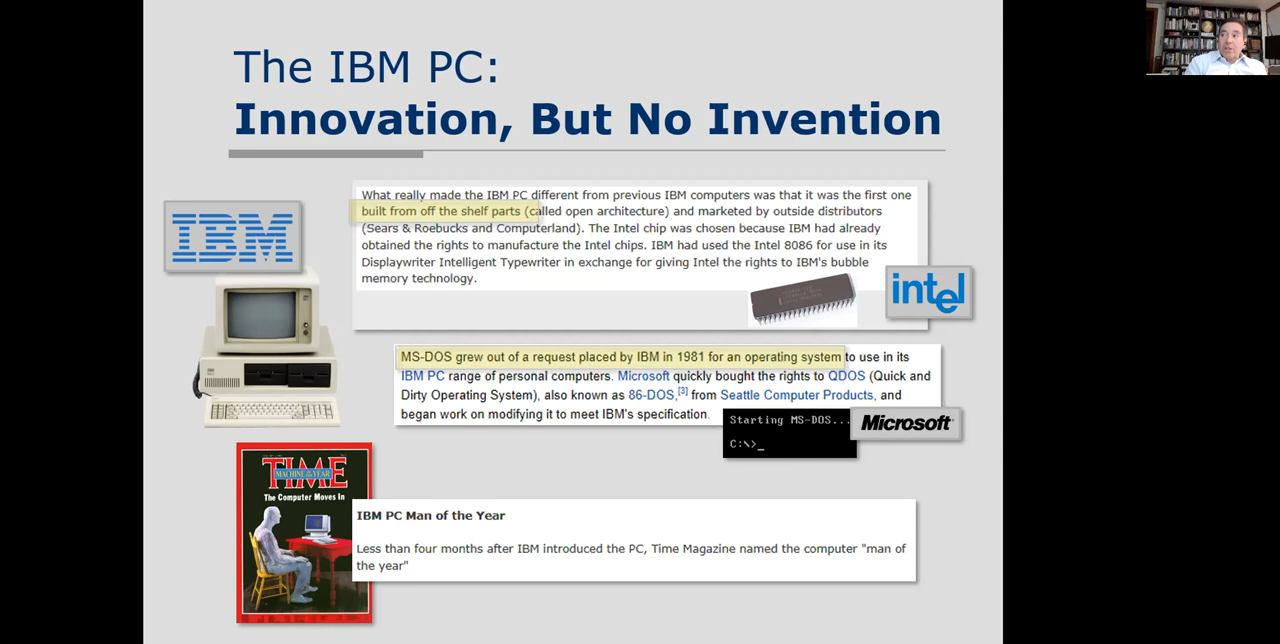 The IBM PC:
Innovation, But No Invention
What really made the IBM PC different from previous IBM computers was that it was the first one
built from off the shelf parts (called open architecture) and marketed by outside distributors
(Sears & Roebucks and Computerland). The Intel chip was chosen because IBM had already
obtained the rights to manufacture the Intel chips. IBM had used the Intel 8086 for use in its
Displaywriter Intelligent Typewriter in exchange for giving Intel the rights to IBM's bubble
memory technology.
IBM
intel
MS-DOS grew out of a request placed by IBM in 1981 for an operating system to use in its
IBM PC range of personal computers. Microsoft quickly bought the rights to QDOS (Quick and
Dirty Operating System), also known as 86-DOS,[3] from Seattle Computer Products, and
began work on modifying it to meet IBM's specification.
Starting MS-DOS...
C:\>_
Microsoft
TIME
MACHINE OF THE YEAR
The Computer Moves In
IBM PC Man of the Year
Less than four months after IBM introduced the PC, Time Magazine named the computer "man of
the year"